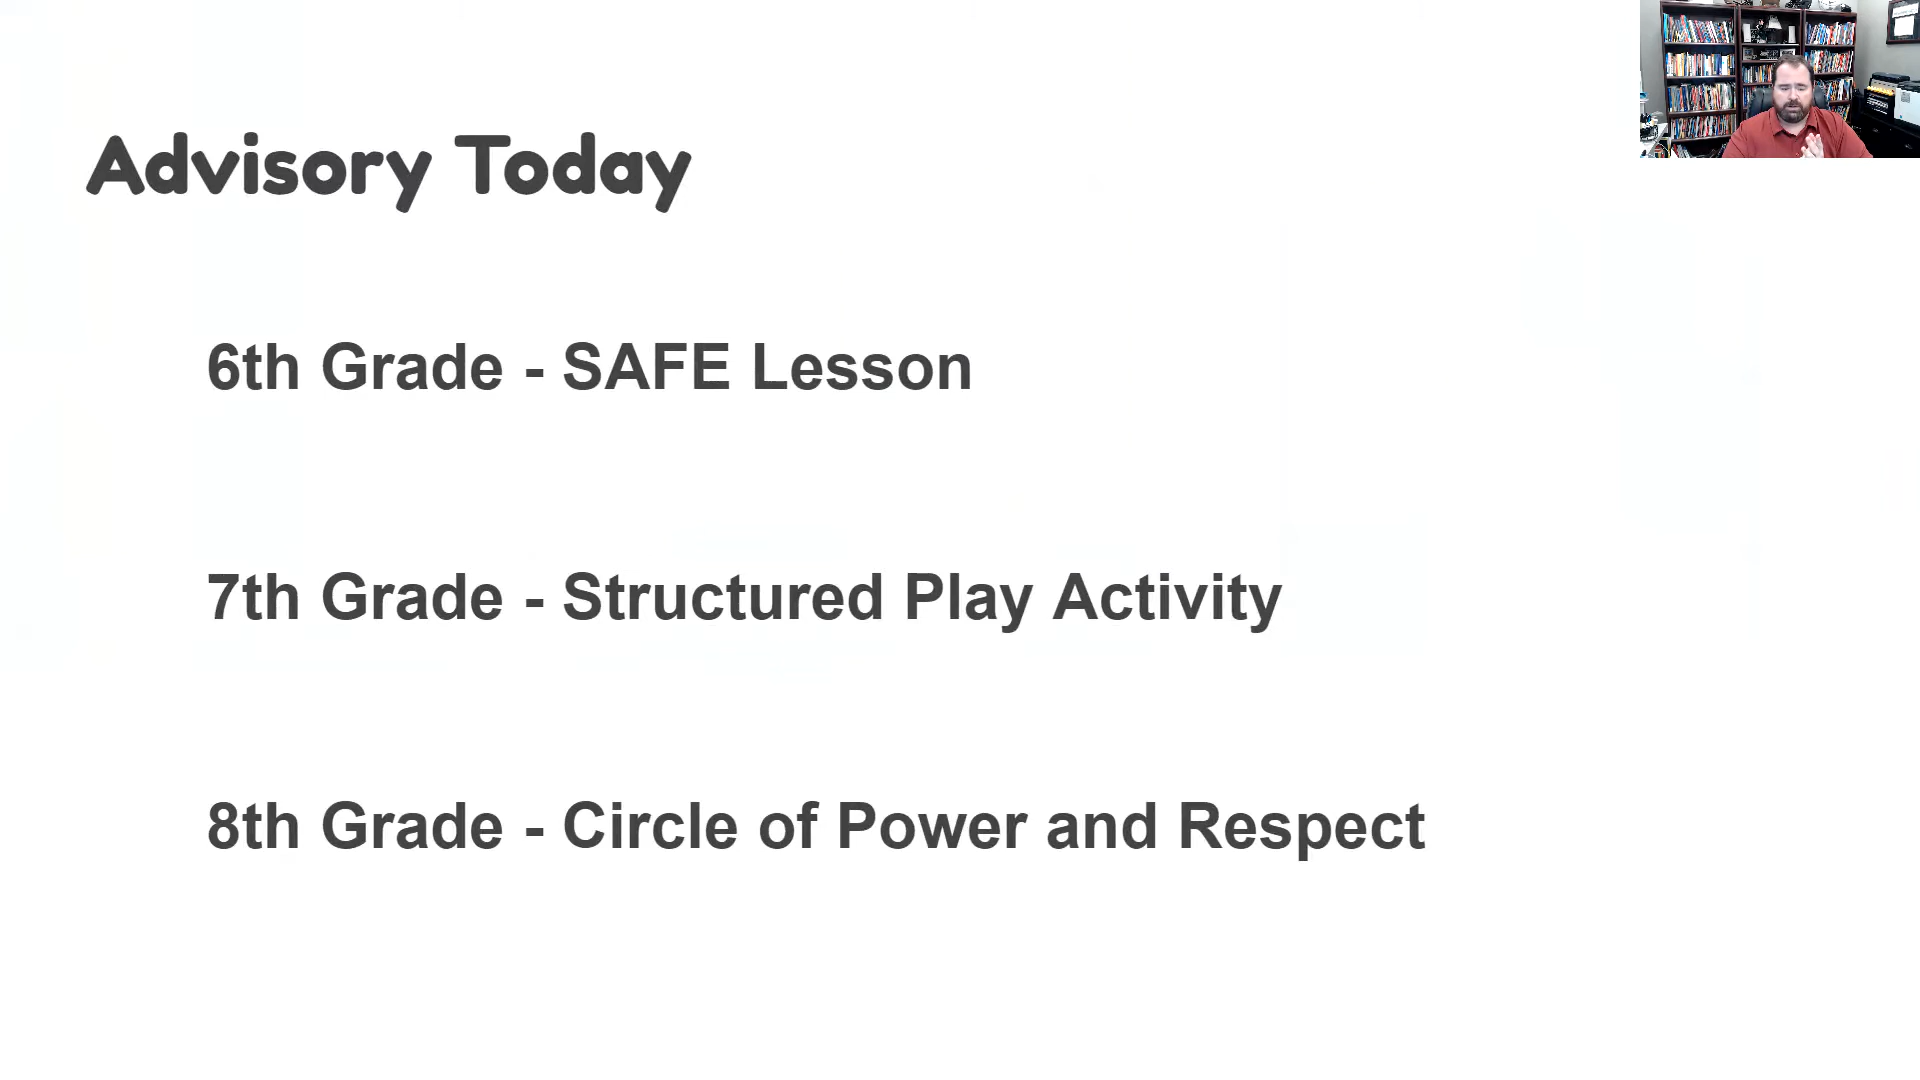 Advisory Today
6th Grade - SAFE Lesson
7th Grade - Structured Play Activity
8th Grade - Circle of Power and Respect